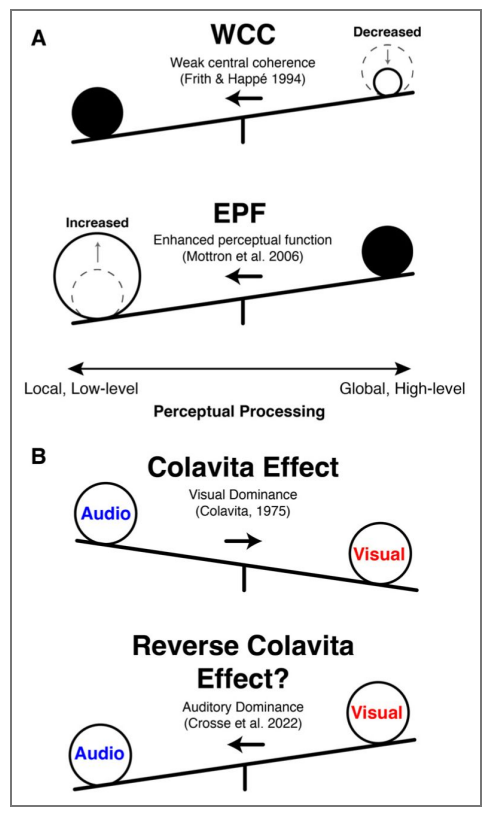 A
WCC
Weak central coherence
(Frith & Happé 1994)
Decreased
EPF
Enhanced perceptual function
(Mottron et al. 2006)
Increased
Local, Low-level
Global, High-level
Perceptual Processing
B
Colavita Effect
Visual Dominance
(Colavita, 1975)
Audio
Visual
Reverse Colavita
Effect?
Auditory Dominance
(Crosse et al. 2022)
Visual
Audio